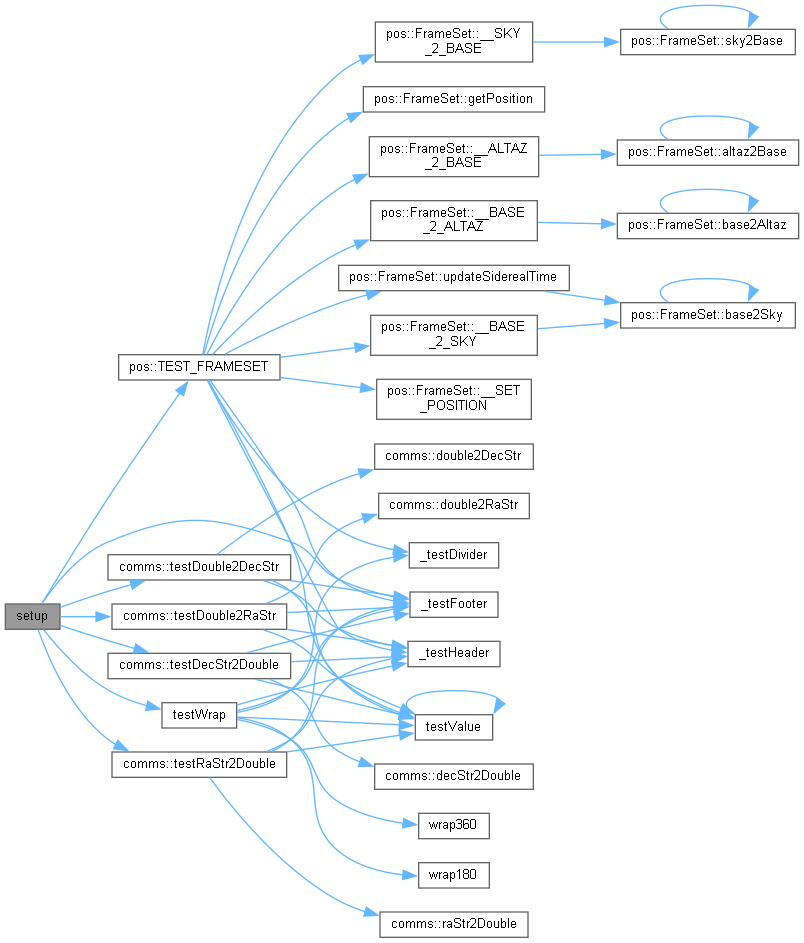 pos::FrameSet::__SKY
_2_BASE
pos::FrameSet::sky2Base
pos::FrameSet::getPosition
pos::FrameSet::__ALTAZ
_2_BASE
pos::FrameSet::altaz2Base
pos::FrameSet::__BASE
_2_ALTAZ
pos::FrameSet::base2Altaz
pos::FrameSet::updateSiderealTime
pos::FrameSet::base2Sky
pos::FrameSet::__BASE
_2_SKY
pos::TEST_FRAMESET
pos::FrameSet::__SET
_POSITION
comms::double2DecStr
comms::double2RaStr
_testDivider
comms::testDouble2DecStr
_testFooter
setup
comms::testDouble2RaStr
_testHeader
comms::testDecStr2Double
testWrap
testValue
comms::testRaStr2Double
comms::decStr2Double
wrap360
wrap180
comms::raStr2Double